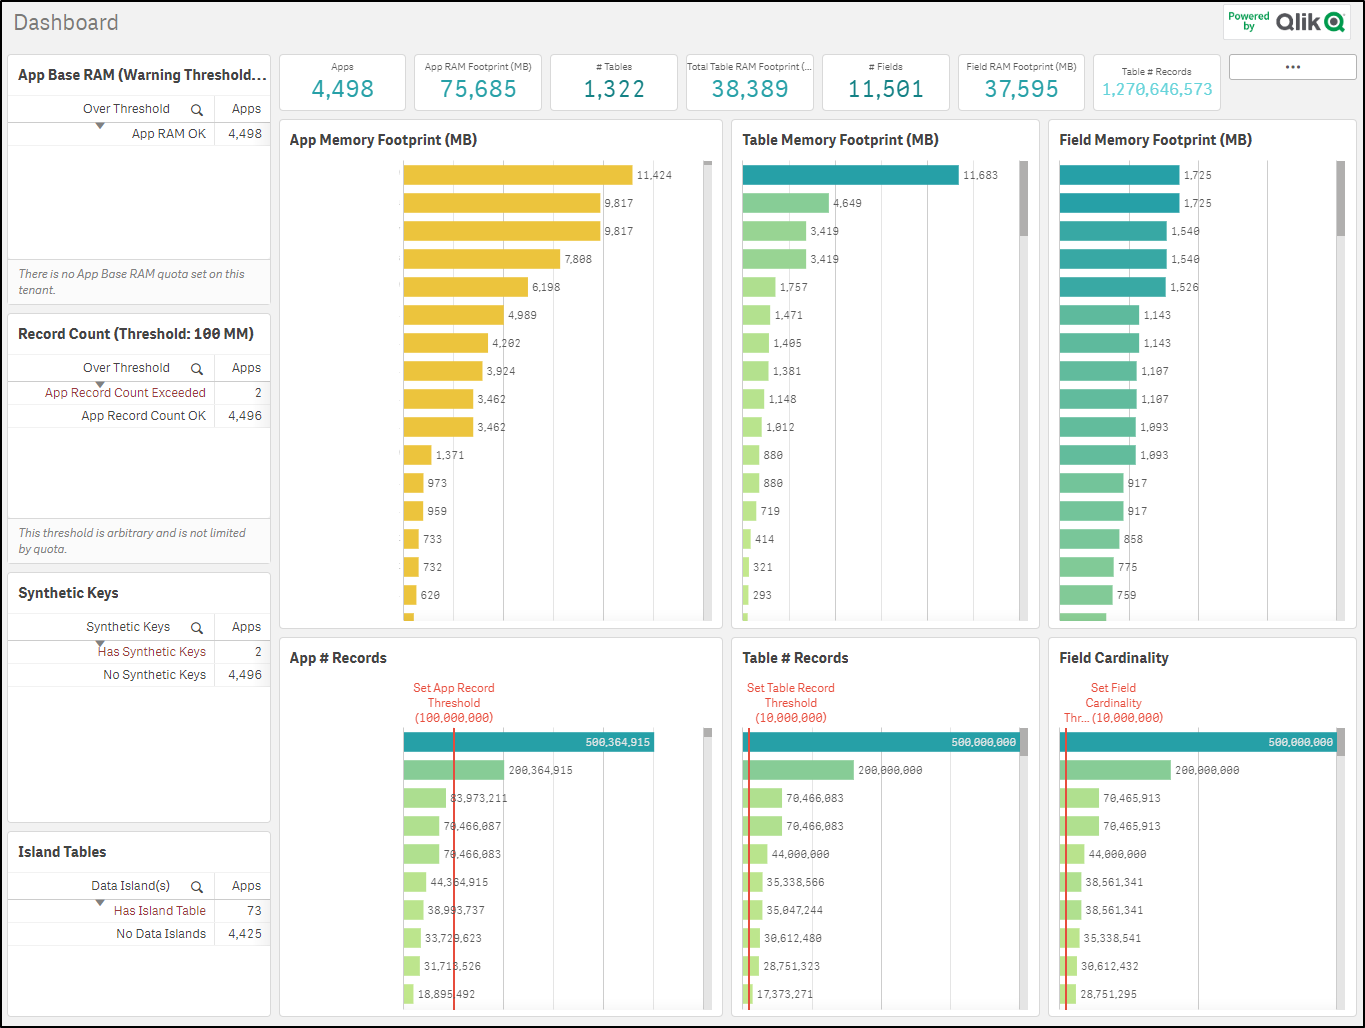 Dashboard
Powered by Qlik
App Base RAM (Warning Threshold...
Over Threshold Apps
App RAM OK 4,498
There is no App Base RAM quota set on this
tenant.
Record Count (Threshold: 100 MM)
Over Threshold Apps
App Record Count Exceeded 2
App Record Count OK 4,496
This threshold is arbitrary and is not limited
by quota.
Synthetic Keys
Synthetic Keys Apps
Has Synthetic Keys 2
No Synthetic Keys 4,496
Island Tables
Data Island(s) Apps
Has Island Table 73
No Data Islands 4,425
Apps
4,498
App RAM Footprint (MB)
75,685
# Tables
1,322
Total Table RAM Footprint (...
38,389
# Fields
11,501
Field RAM Footprint (MB)
37,595
Table # Records
1,270,646,573
...
App Memory Footprint (MB)
11,424
9,817
9,817
7,808
6,198
4,989
4,202
3,924
3,462
3,462
1,371
973
959
733
732
620
Table Memory Footprint (MB)
11,683
4,649
3,419
3,419
1,757
1,471
1,405
1,381
1,148
1,012
880
880
719
414
321
293
Field Memory Footprint (MB)
1,725
1,725
1,540
1,540
1,526
1,143
1,143
1,107
1,107
1,093
1,093
917
917
858
775
759
App # Records
Set App Record
Threshold
(100,000,000)
500,364,915
200,364,915
83,973,211
70,466,087
70,466,083
44,364,915
38,993,737
33,729,623
31,713,526
18,895,492
Table # Records
Set Table Record
Threshold
(10,000,000)
500,000,000
200,000,000
70,466,083
70,466,083
44,000,000
35,338,566
35,047,244
30,612,480
28,751,323
17,373,271
Field Cardinality
Set Field
Cardinality
Thr... (10,000,000)
500,000,000
200,000,000
70,465,913
70,465,913
44,000,000
38,561,341
38,561,341
35,338,541
30,612,432
28,751,295